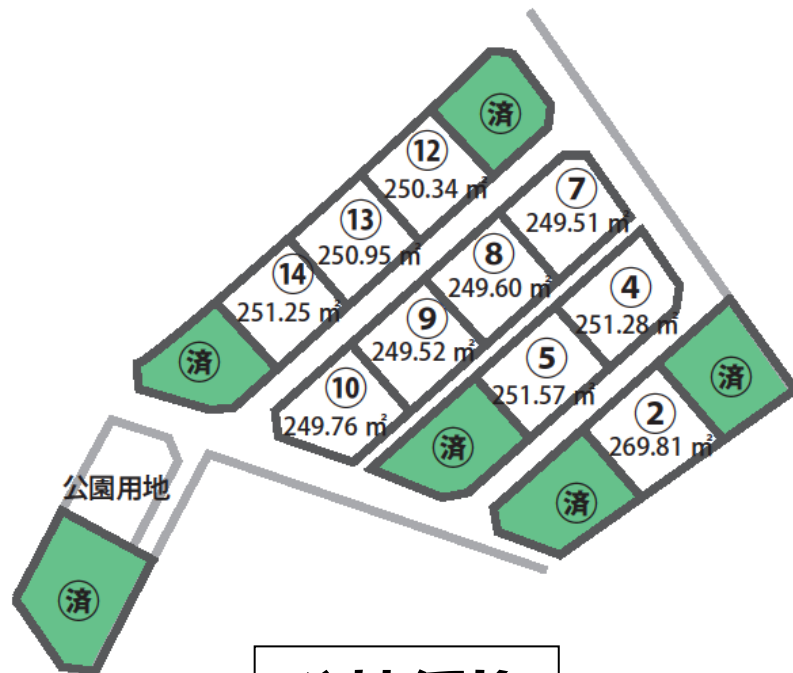 済
⑫
250.34 ㎡
⑦
249.51 ㎡
⑬
250.95 ㎡
⑧
249.60 ㎡
④
251.28 ㎡
⑭
251.25 ㎡
⑨
249.52 ㎡
⑤
251.57 ㎡
済
済
⑩
249.76 ㎡
②
269.81 ㎡
済
公園用地
済
済